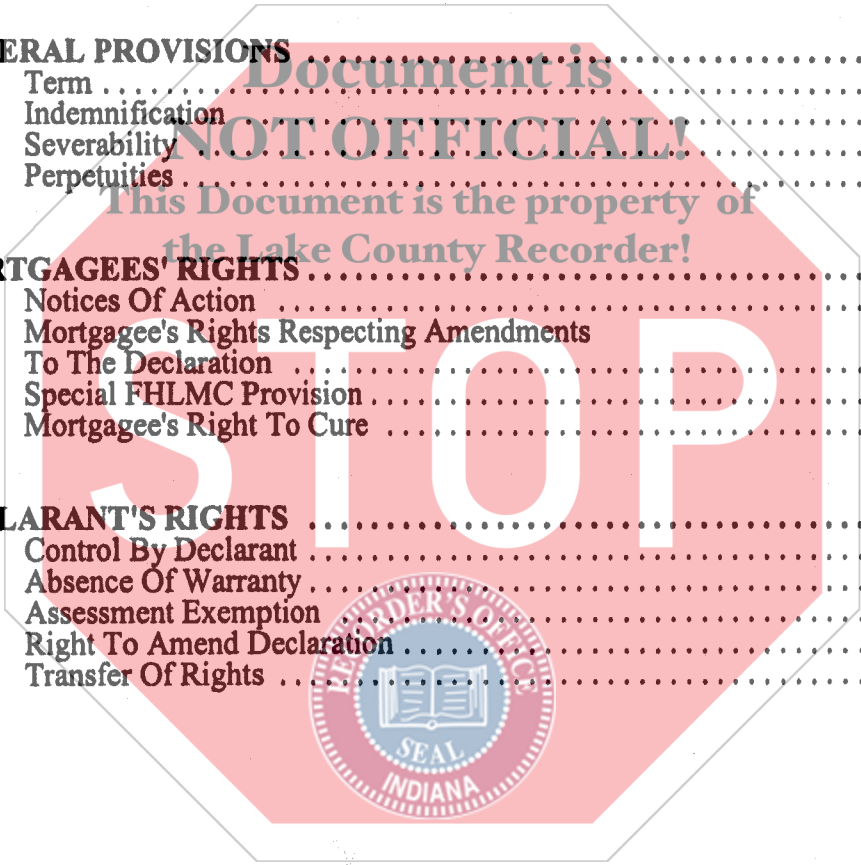 ERAL PROVISIONS ........................................
Term ........................................
Indemnification ........................................
Severability ........................................
Perpetuities ........................................
RTGAGEES' RIGHTS ........................................
Notices Of Action ........................................
Mortgagee's Rights Respecting Amendments
To The Declaration ........................................
Special FHLMC Provision ........................................
Mortgagee's Right To Cure ........................................
LARANT'S RIGHTS ........................................
Control By Declarant ........................................
Absence Of Warranty ........................................
Assessment Exemption ........................................
Right To Amend Declaration ........................................
Transfer Of Rights ........................................
Document is
NOT OFFICIAL!
This Document is the property of
the Lake County Recorder!
STOP
RECORDER'S OFFICE
SEAL
INDIANA